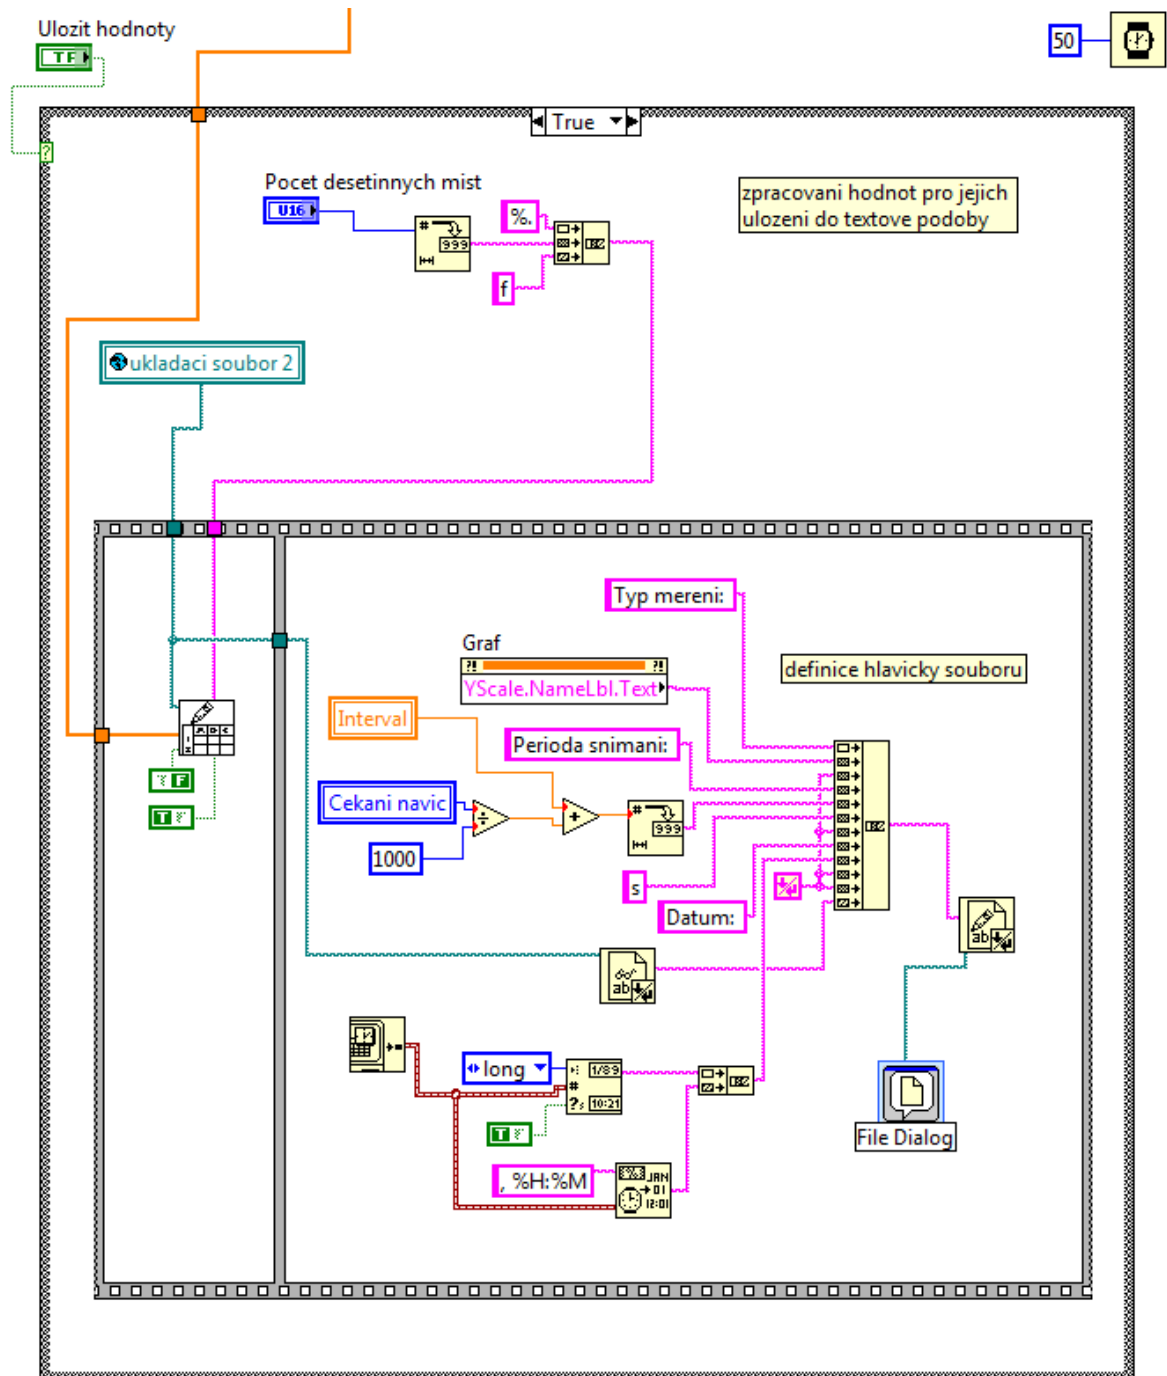 Ulozit hodnoty
TF
50
True
?
Pocet desetinnych mist
U16
%.
f
#
999
zpracovani hodnot pro jejich
ulozeni do textove podoby
ukladaci soubor 2
Typ mereni:
Graf
YScale.NameLbl.Text
definice hlavicky souboru
Interval
Perioda snimani:
Cekani navic
÷
+
#
999
1000
F
T
s
Datum:
ab
ab
long
1/89
#
?
10:21
T
, %H:%M
%
JAN
01
12:01
File Dialog